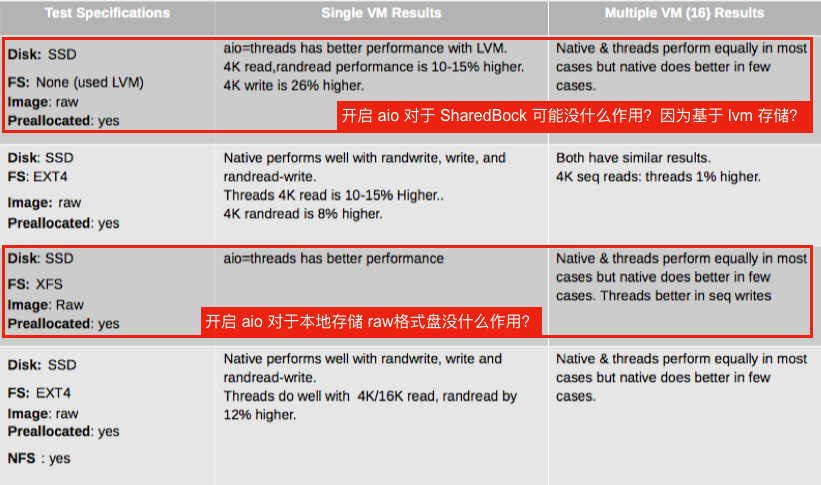 Test Specifications
Single VM Results
Multiple VM (16) Results
Disk: SSD
FS: None (used LVM)
Image: raw
Preallocated: yes
aio=threads has better performance with LVM.
4K read,randread performance is 10-15% higher.
4K write is 26% higher.
Native & threads perform equally in most
cases but native does better in few
cases.
开启 aio 对于 SharedBock 可能没什么作用？因为基于 lvm 存储？
Disk: SSD
FS: EXT4
Image: raw
Preallocated: yes
Native performs well with randwrite, write, and
randread-write.
Threads 4K read is 10-15% Higher..
4K randread is 8% higher.
Both have similar results.
4K seq reads: threads 1% higher.
Disk: SSD
FS: XFS
Image: Raw
Preallocated: yes
aio=threads has better performance
Native & threads perform equally in most
cases but native does better in few
cases. Threads better in seq writes
开启 aio 对于本地存储 raw格式盘没什么作用？
Disk: SSD
FS: EXT4
Image: raw
Preallocated: yes
NFS : yes
Native performs well with randwrite, write and
randread-write.
Threads do well with 4K/16K read, randread by
12% higher.
Native & threads perform equally in most
cases but native does better in few
cases.